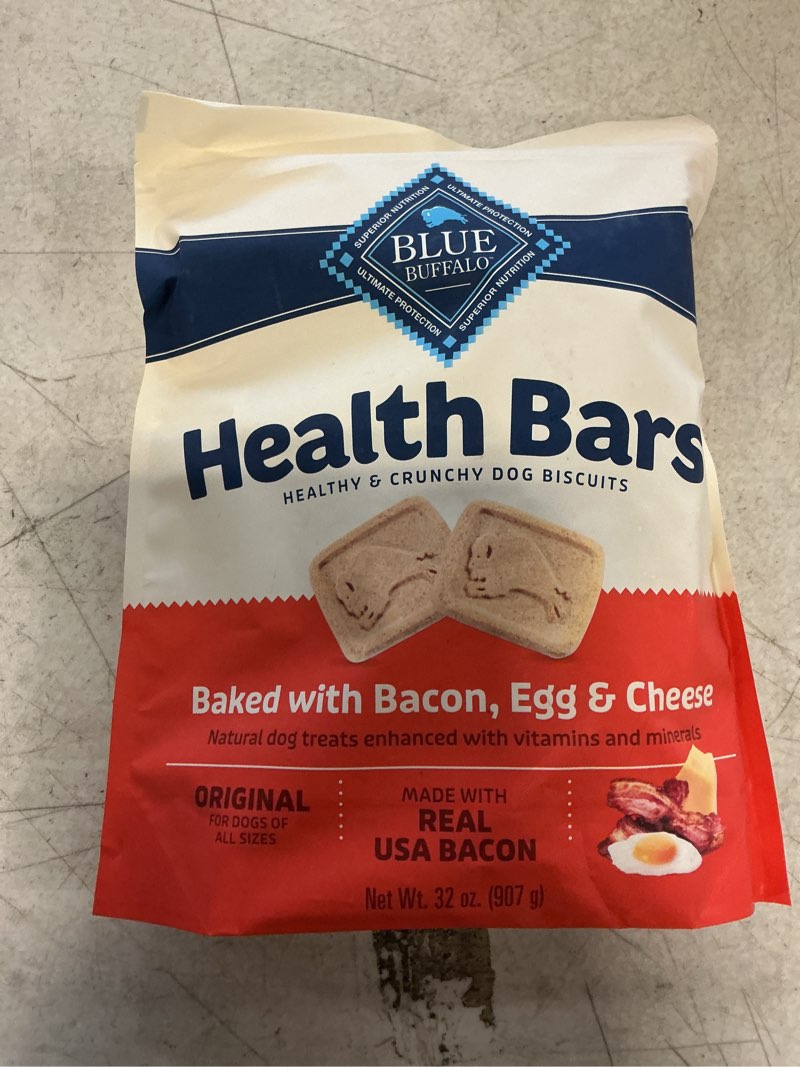 SUPERIOR NUTRITION
ULTIMATE PROTECTION
BLUE
BUFFALO™
ULTIMATE PROTECTION
SUPERIOR NUTRITION
Health Bars
HEALTHY & CRUNCHY DOG BISCUITS
Baked with Bacon, Egg & Cheese
Natural dog treats enhanced with vitamins and minerals
ORIGINAL
FOR DOGS OF
ALL SIZES
MADE WITH
REAL
USA BACON
Net Wt. 32 oz. (907 g)